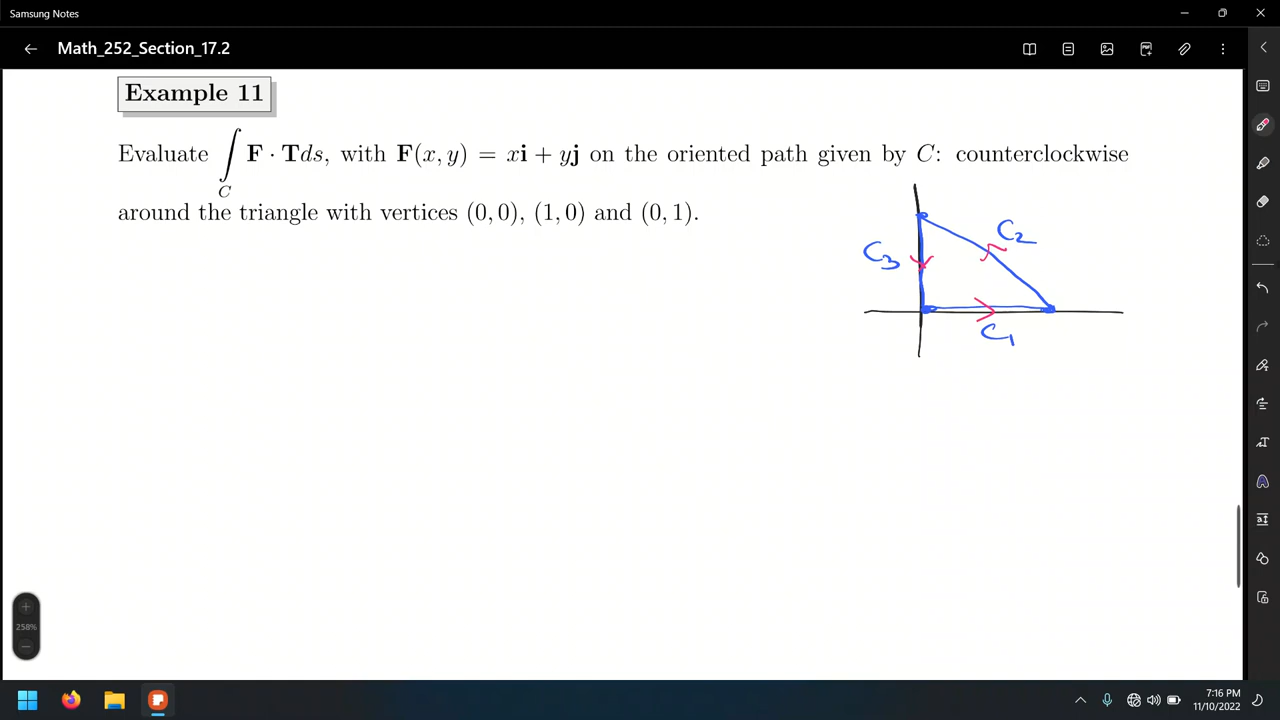 Samsung Notes
Math_252_Section_17.2
Example 11
Evaluate ∫_C F · Tds, with F(x, y) = xi + yj on the oriented path given by C: counterclockwise
around the triangle with vertices (0, 0), (1, 0) and (0, 1).
C2
C3
C1
258%
7:16 PM
11/10/2022